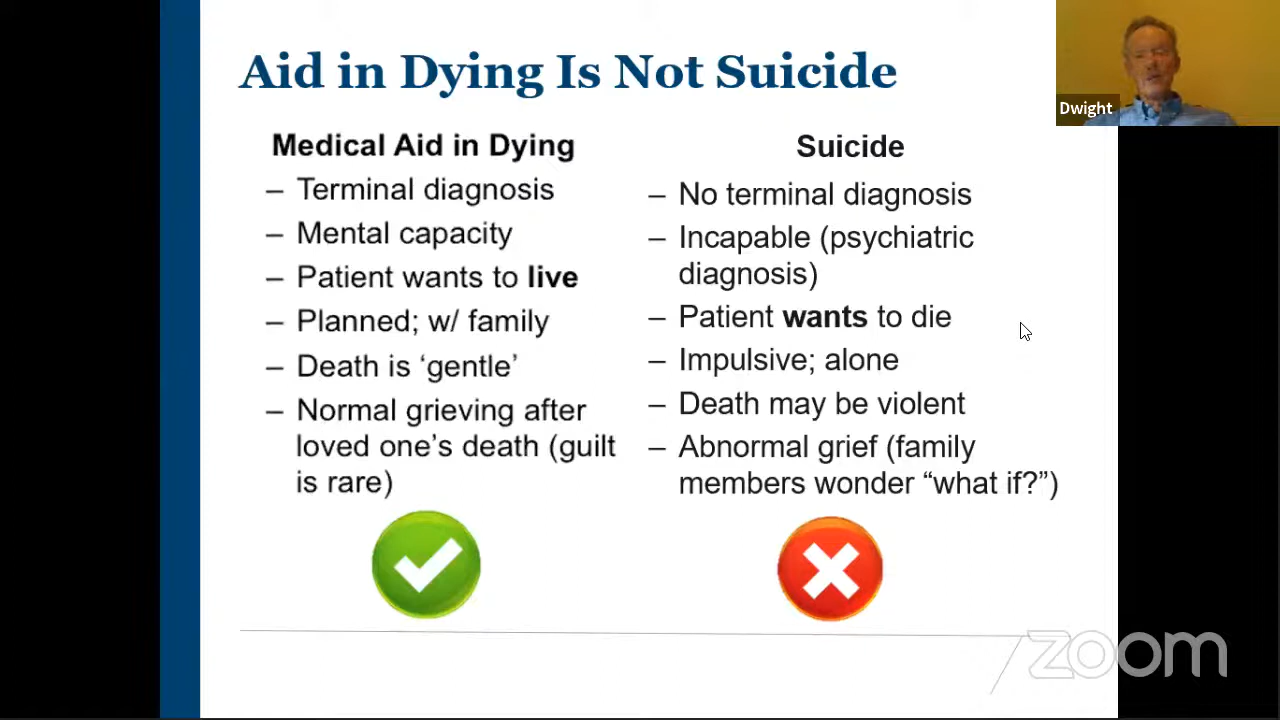 Aid in Dying Is Not Suicide
Dwight
Medical Aid in Dying
– Terminal diagnosis
– Mental capacity
– Patient wants to live
– Planned; w/ family
– Death is ‘gentle’
– Normal grieving after
loved one’s death (guilt
is rare)
Suicide
– No terminal diagnosis
– Incapable (psychiatric
diagnosis)
– Patient wants to die
– Impulsive; alone
– Death may be violent
– Abnormal grief (family
members wonder “what if?”)
zoom